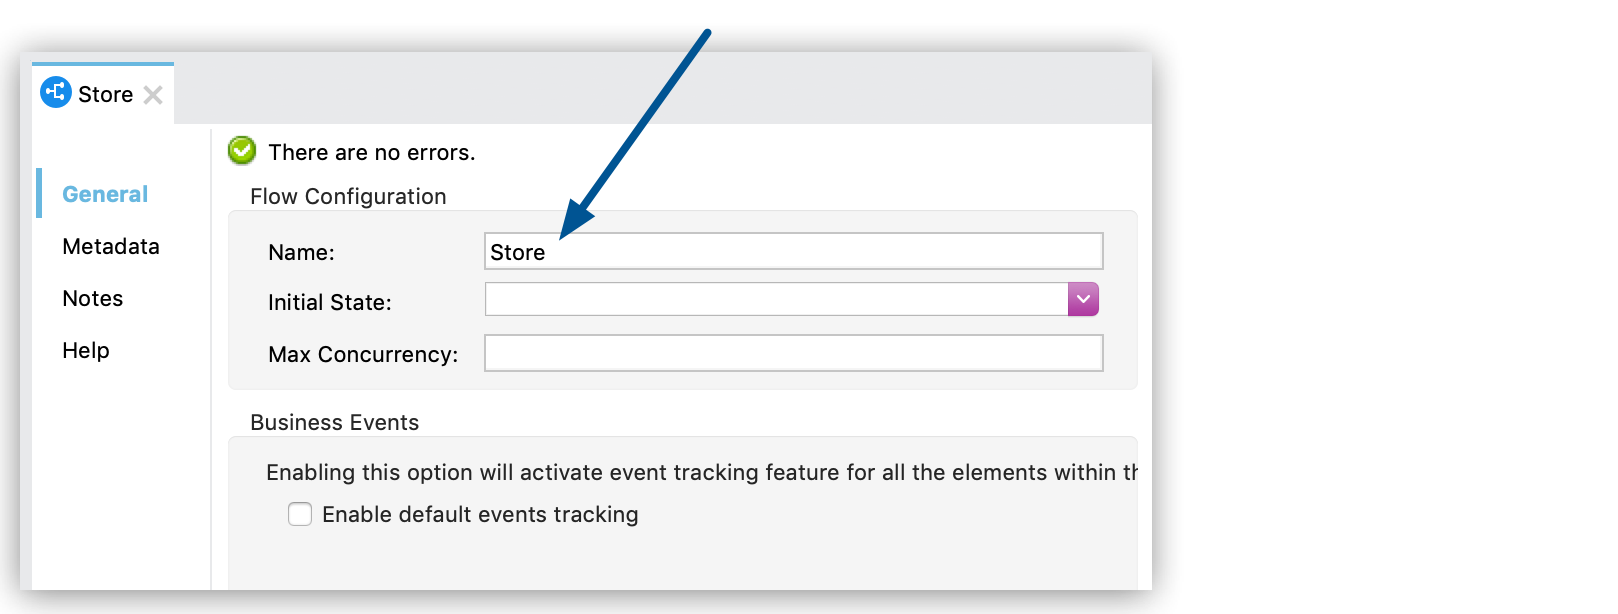 Store
There are no errors.
General
Metadata
Notes
Help
Flow Configuration
Name: Store
Initial State:
Max Concurrency:
Business Events
Enabling this option will activate event tracking feature for all the elements within
Enable default events tracking